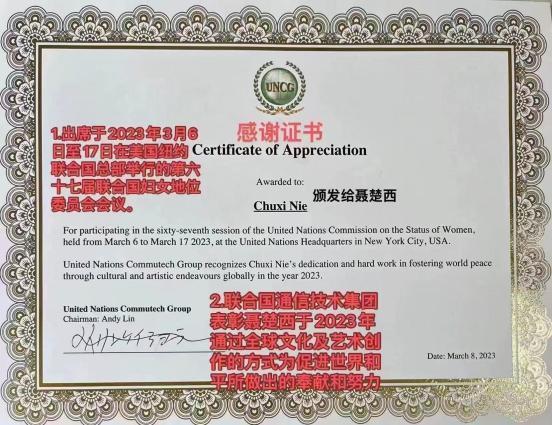 UNCG
感谢证书
Certificate of Appreciation
1.出席于2023年3月6
日至17日在美国纽约
联合国总部举行的第六
十七届联合国妇女地位
委员会会议。
Awarded to:
Chuxi Nie
颁发给聂楚西
For participating in the sixty-seventh session of the United Nations Commission on the Status of Women,
held from March 6 to March 17 2023, at the United Nations Headquarters in New York City, USA.
United Nations Commutech Group recognizes Chuxi Nie's dedication and hard work in fostering world peace
through cultural and artistic endeavours globally in the year 2023.
United Nations Commutech Group
Chairman: Andy Lin
2.联合国通信技术集团
表彰聂楚西于2023年
通过全球文化及艺术创
作的方式为促进世界和
平所做出的奉献和努力
Date: March 8, 2023